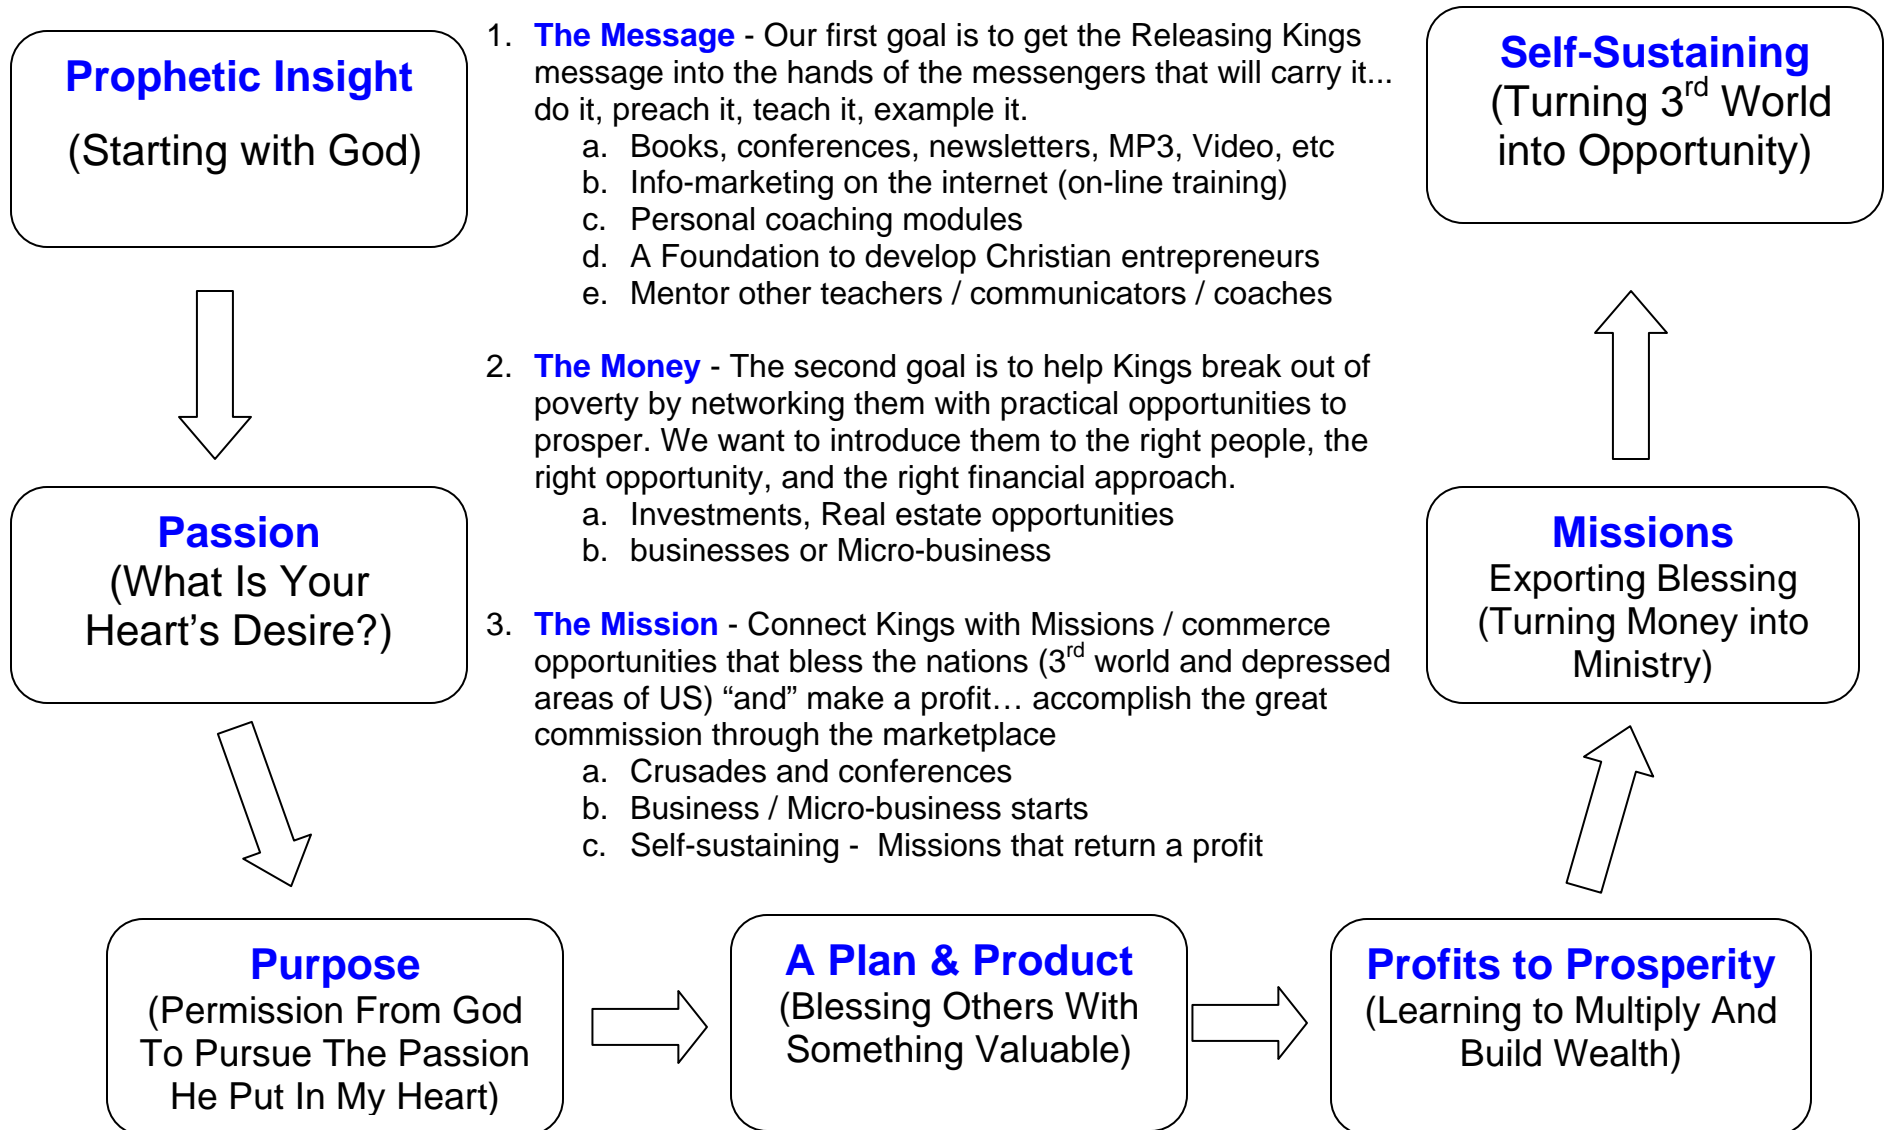 Prophetic Insight
(Starting with God)
Passion
(What Is Your
Heart’s Desire?)
Purpose
(Permission From God
To Pursue The Passion
He Put In My Heart)
A Plan & Product
(Blessing Others With
Something Valuable)
Profits to Prosperity
(Learning to Multiply And
Build Wealth)
Missions
Exporting Blessing
(Turning Money into
Ministry)
Self-Sustaining
(Turning 3rd World
into Opportunity)
1. The Message - Our first goal is to get the Releasing Kings
message into the hands of the messengers that will carry it...
do it, preach it, teach it, example it.
a. Books, conferences, newsletters, MP3, Video, etc
b. Info-marketing on the internet (on-line training)
c. Personal coaching modules
d. A Foundation to develop Christian entrepreneurs
e. Mentor other teachers / communicators / coaches
2. The Money - The second goal is to help Kings break out of
poverty by networking them with practical opportunities to
prosper. We want to introduce them to the right people, the
right opportunity, and the right financial approach.
a. Investments, Real estate opportunities
b. businesses or Micro-business
3. The Mission - Connect Kings with Missions / commerce
opportunities that bless the nations (3rd world and depressed
areas of US) “and” make a profit… accomplish the great
commission through the marketplace
a. Crusades and conferences
b. Business / Micro-business starts
c. Self-sustaining - Missions that return a profit